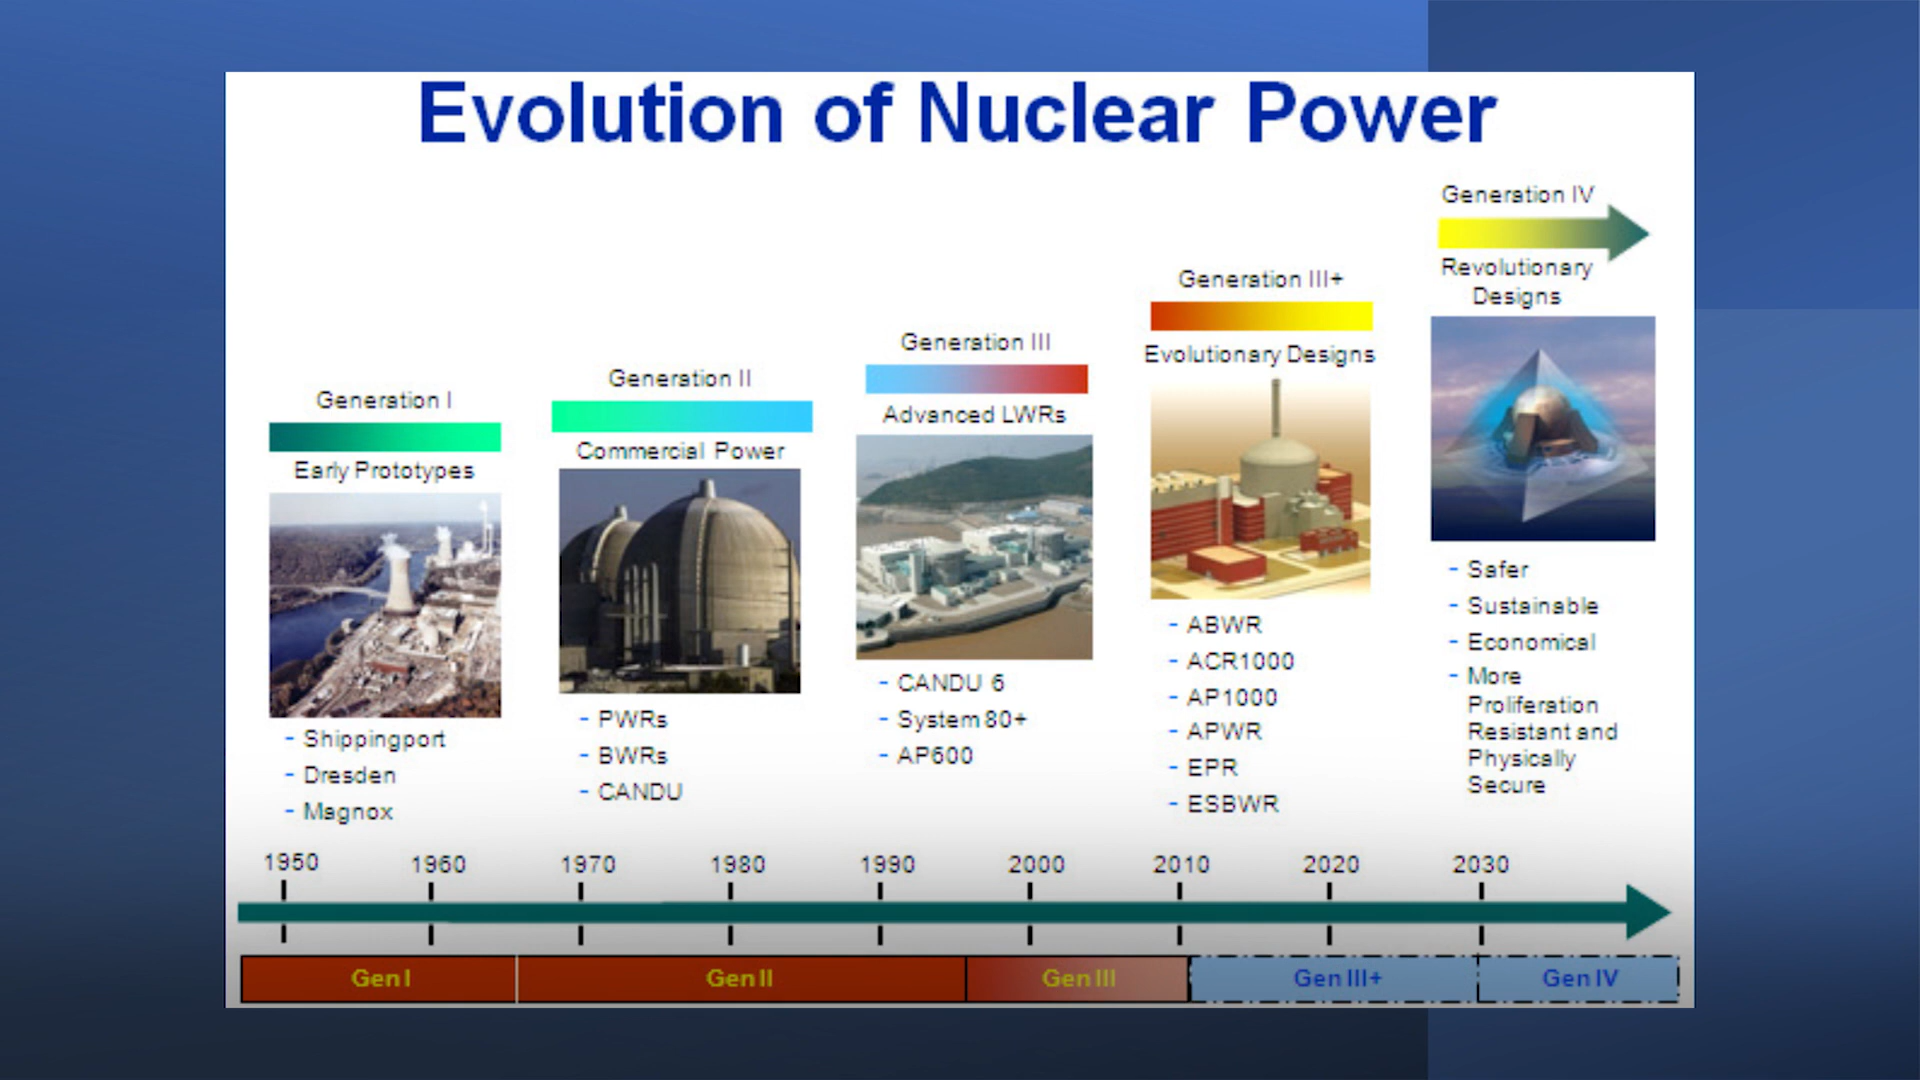 Evolution of Nuclear Power
Generation I
Early Prototypes
- Shippingport
- Dresden
- Magnox
Generation II
Commercial Power
- PWRs
- BWRs
- CANDU
Generation III
Advanced LWRs
- CANDU 6
- System 80+
- AP600
Generation III+
Evolutionary Designs
- ABWR
- ACR1000
- AP1000
- APWR
- EPR
- ESBWR
Generation IV
Revolutionary
Designs
- Safer
- Sustainable
- Economical
- More
Proliferation
Resistant and
Physically
Secure
1950 1960 1970 1980 1990 2000 2010 2020 2030
Gen I Gen II Gen III Gen III+ Gen IV